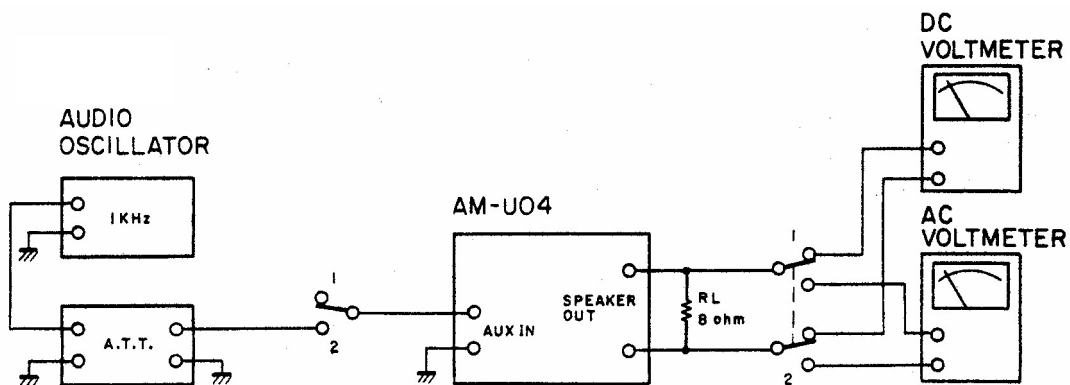 DC
VOLTMETER
AUDIO
OSCILLATOR
1KHz
AM-U04
AC
VOLTMETER
1
1
SPEAKER
OUT
RL
8 ohm
A.T.T.
2
AUX IN
2